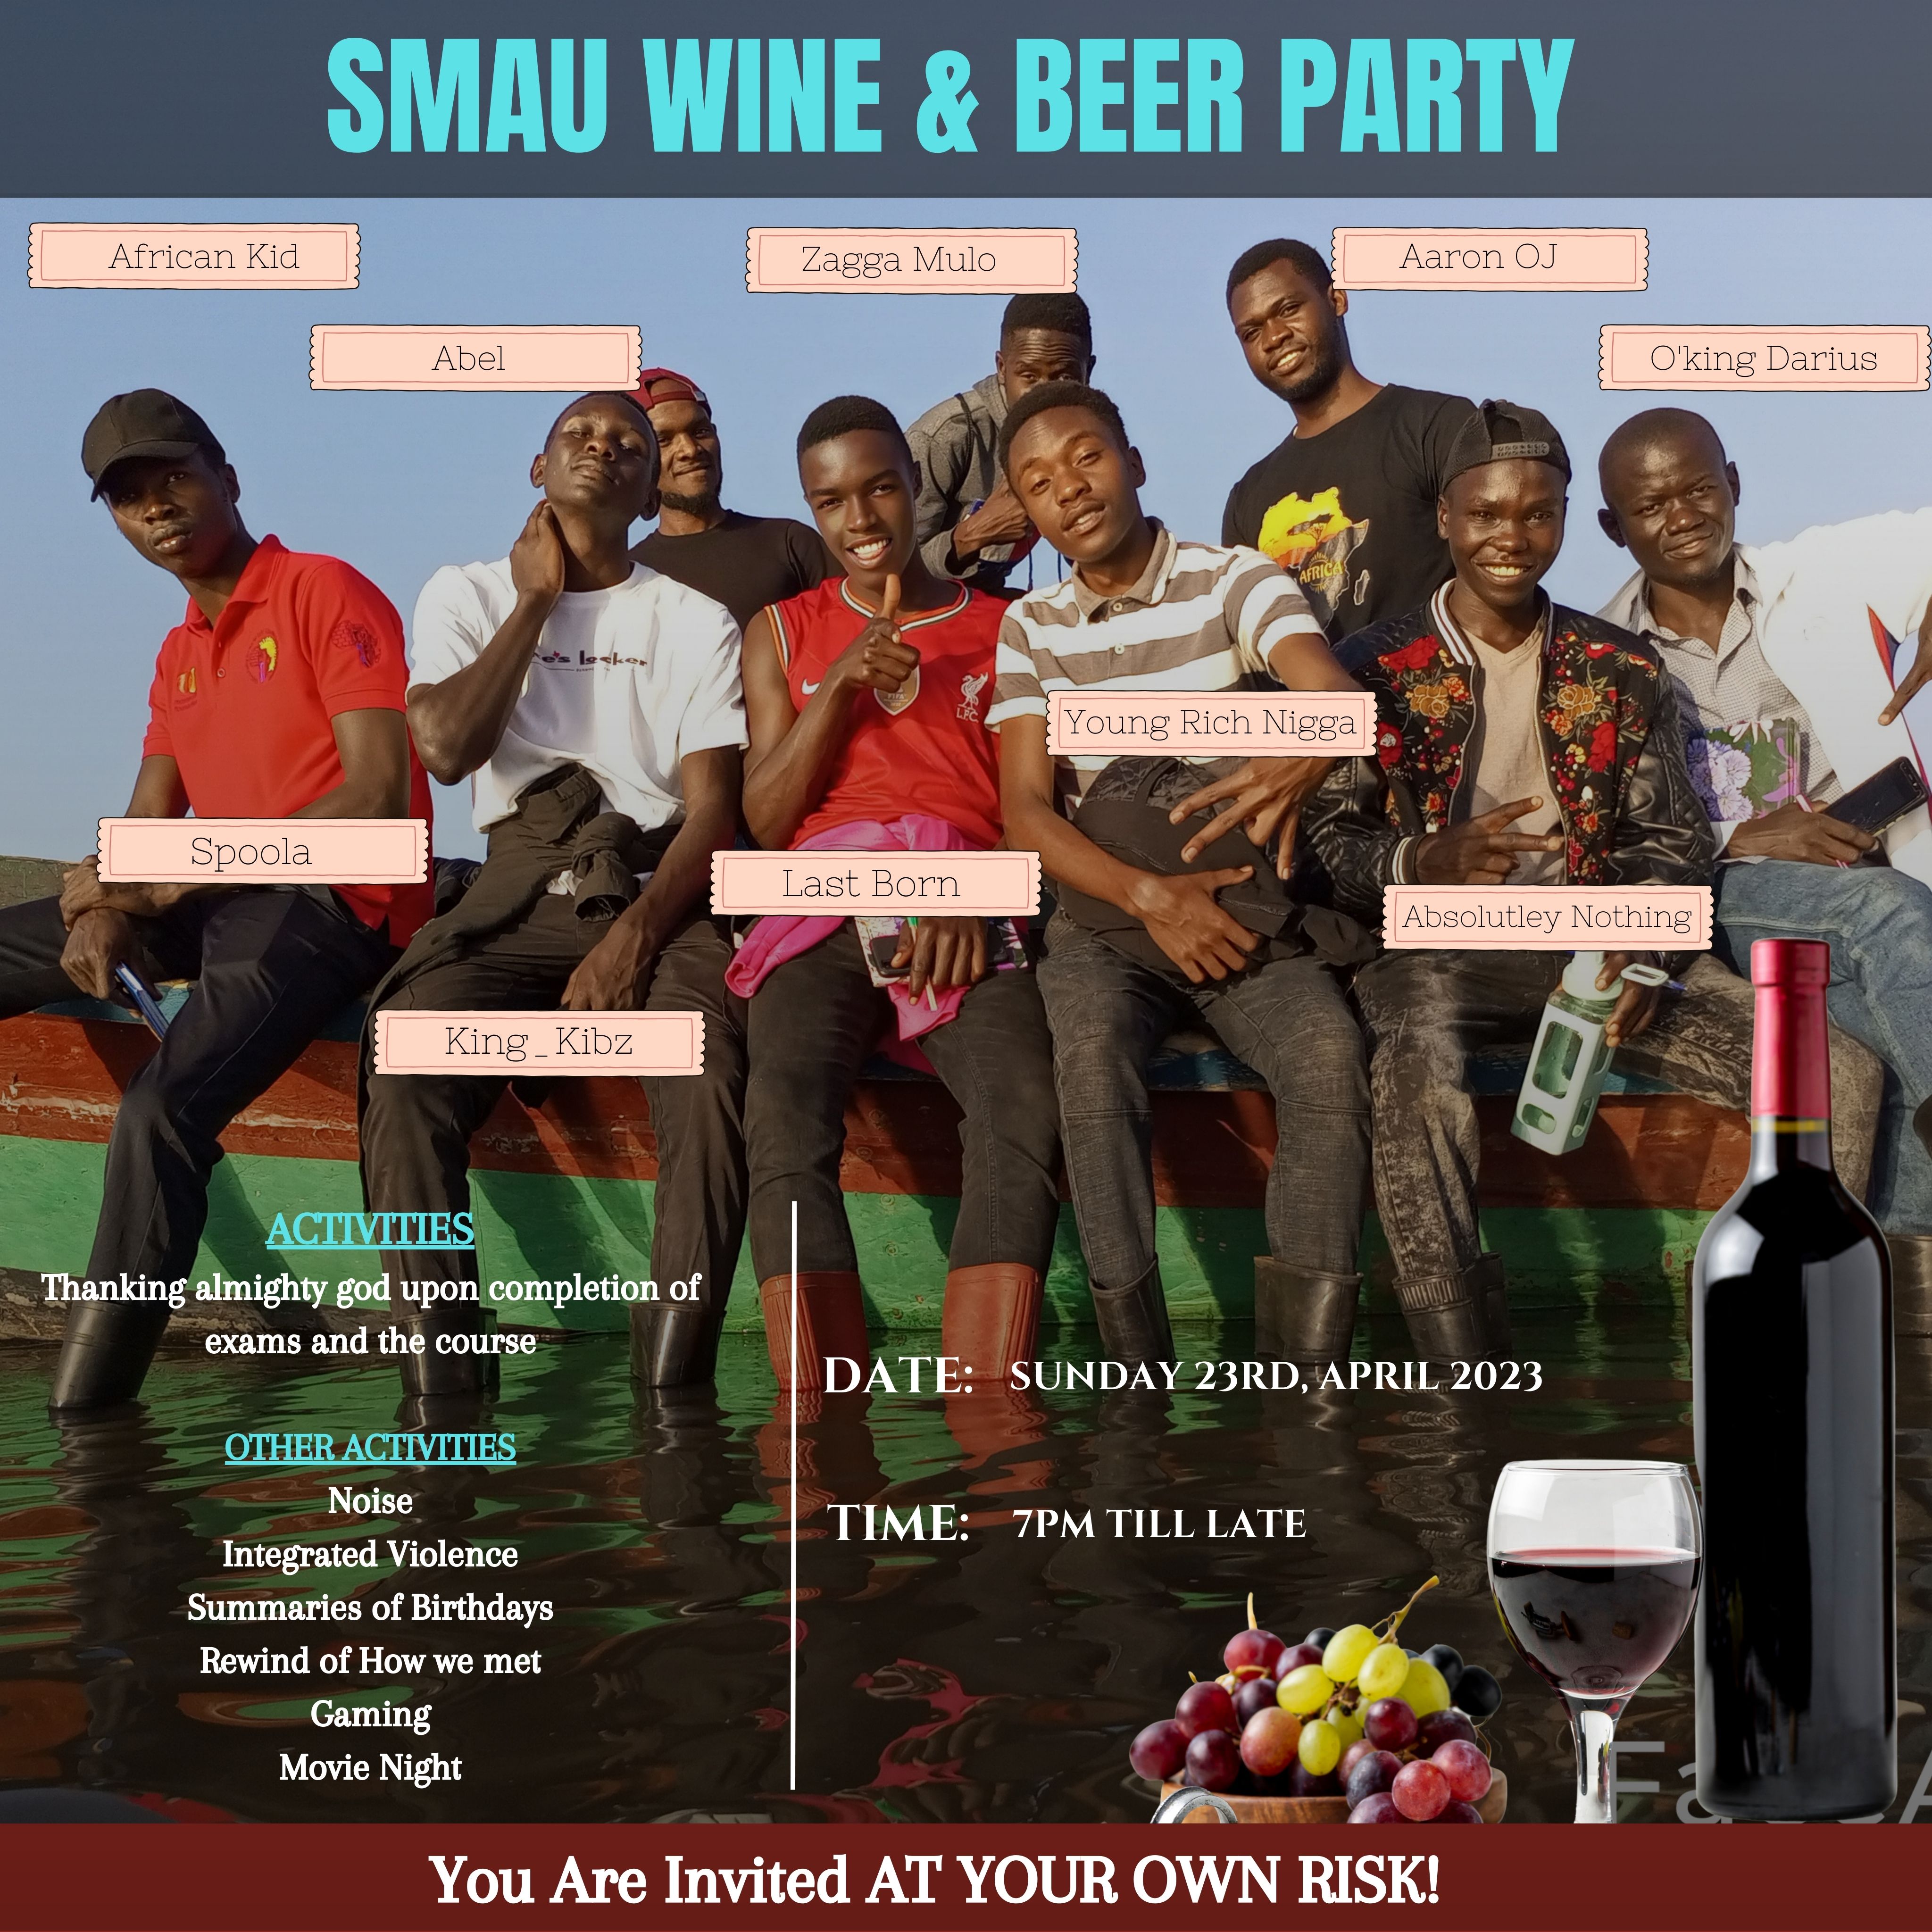 SMAU WINE & BEER PARTY
African Kid
Zagga Mulo
Aaron OJ
Abel
O'king Darius
AFRICA
e's locker
L.F.C.
Young Rich Nigga
Spoola
Last Born
Absolutley Nothing
King_Kibz
ACTIVITIES
Thanking almighty god upon completion of
exams and the course
DATE: SUNDAY 23RD, APRIL 2023
OTHER ACTIVITIES
Noise
TIME: 7PM TILL LATE
Integrated Violence
Summaries of Birthdays
Rewind of How we met
Gaming
Movie Night
You Are Invited AT YOUR OWN RISK!